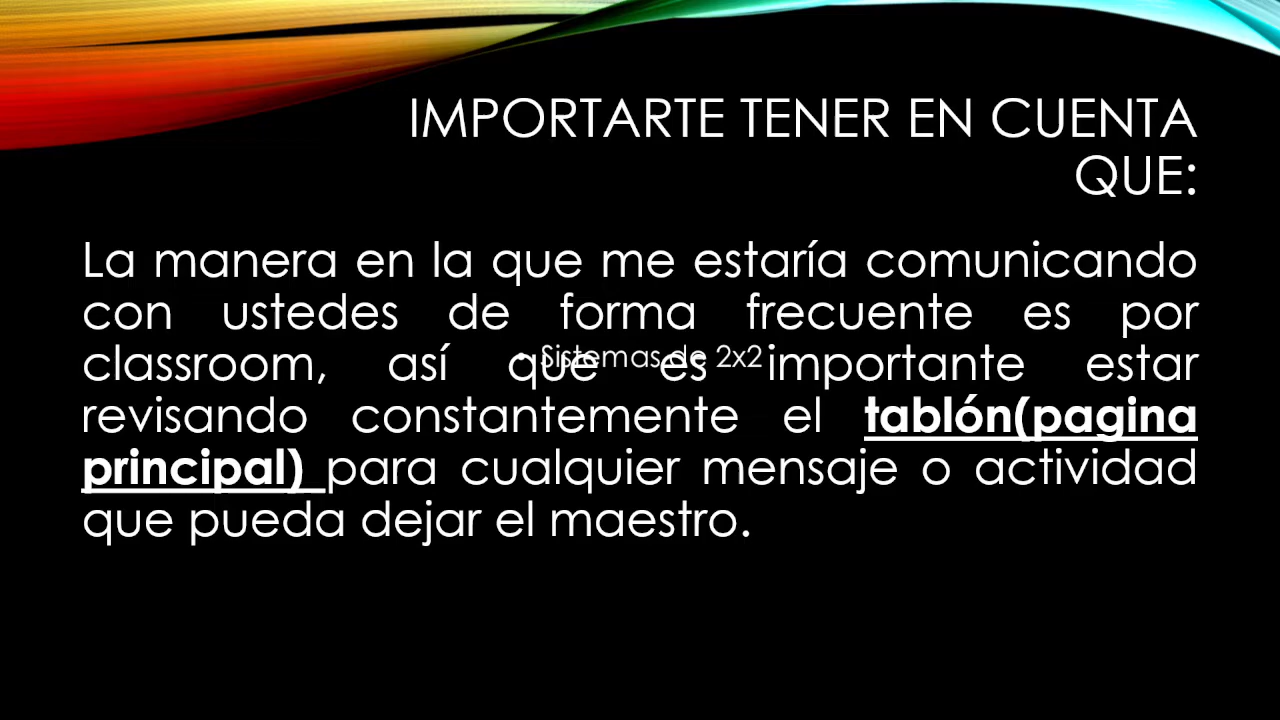 IMPORTARTE TENER EN CUENTA
QUE:
La manera en la que me estaría comunicando
con ustedes de forma frecuente es por
classroom, así que es importante estar
• Sistemas de 2x2
revisando constantemente el tablón(pagina
principal) para cualquier mensaje o actividad
que pueda dejar el maestro.